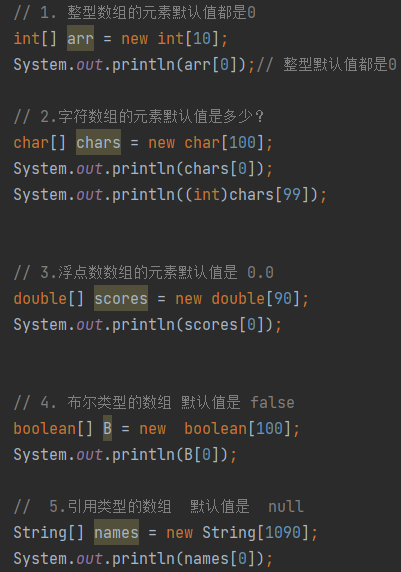 // 1. 整型数组的元素默认值都是0
int[] arr = new int[10];
System.out.println(arr[0]);// 整型默认值都是0
// 2.字符数组的元素默认值是多少?
char[] chars = new char[100];
System.out.println(chars[0]);
System.out.println((int)chars[99]);
// 3.浮点数数组的元素默认值是 0.0
double[] scores = new double[90];
System.out.println(scores[0]);
// 4. 布尔类型的数组 默认值是 false
boolean[] B = new  boolean[100];
System.out.println(B[0]);
//  5.引用类型的数组  默认值是  null
String[] names = new String[1090];
System.out.println(names[0]);